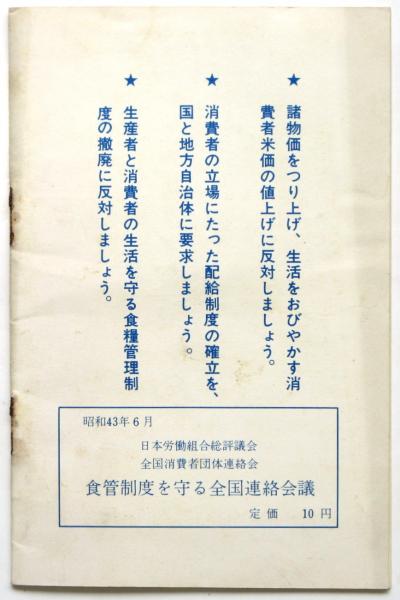 ★ 諸物価をつり上げ、生活をおびやかす消
費者米価の値上げに反対しましょう。
★ 消費者の立場にたった配給制度の確立を、
国と地方自治体に要求しましょう。
★ 生産者と消費者の生活を守る食糧管理制
度の撤廃に反対しましょう。
昭和43年6月
日本労働組合総評議会
全国消費者団体連絡会
食管制度を守る全国連絡会議
定価 10円